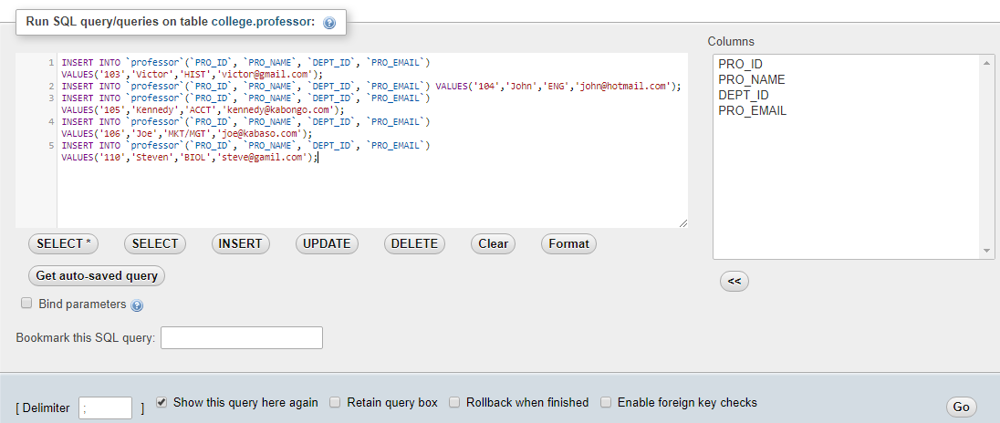 Run SQL query/queries on table college.professor:
Columns
1 INSERT INTO `professor`(`PRO_ID`, `PRO_NAME`, `DEPT_ID`, `PRO_EMAIL`)
VALUES('103','Victor','HIST','victor@gmail.com');
2 INSERT INTO `professor`(`PRO_ID`, `PRO_NAME`, `DEPT_ID`, `PRO_EMAIL`) VALUES('104','John','ENG','john@hotmail.com');
3 INSERT INTO `professor`(`PRO_ID`, `PRO_NAME`, `DEPT_ID`, `PRO_EMAIL`)
VALUES('105','Kennedy','ACCT','kennedy@kabongo.com');
4 INSERT INTO `professor`(`PRO_ID`, `PRO_NAME`, `DEPT_ID`, `PRO_EMAIL`)
VALUES('106','Joe','MKT/MGT','joe@kabaso.com');
5 INSERT INTO `professor`(`PRO_ID`, `PRO_NAME`, `DEPT_ID`, `PRO_EMAIL`)
VALUES('110','Steven','BIOL','steve@gamil.com');
PRO_ID
PRO_NAME
DEPT_ID
PRO_EMAIL
SELECT * SELECT INSERT UPDATE DELETE Clear Format
Get auto-saved query
<<
Bind parameters
Bookmark this SQL query:
[ Delimiter ; ] Show this query here again Retain query box Rollback when finished Enable foreign key checks Go